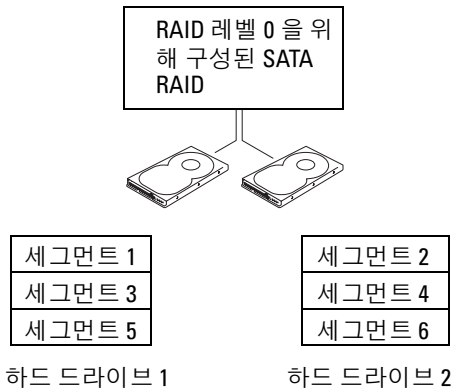 RAID 레벨 0 을 위
해 구성된 SATA
RAID
세그먼트 1
세그먼트 2
세그먼트 3
세그먼트 4
세그먼트 5
세그먼트 6
하드 드라이브 1
하드 드라이브 2